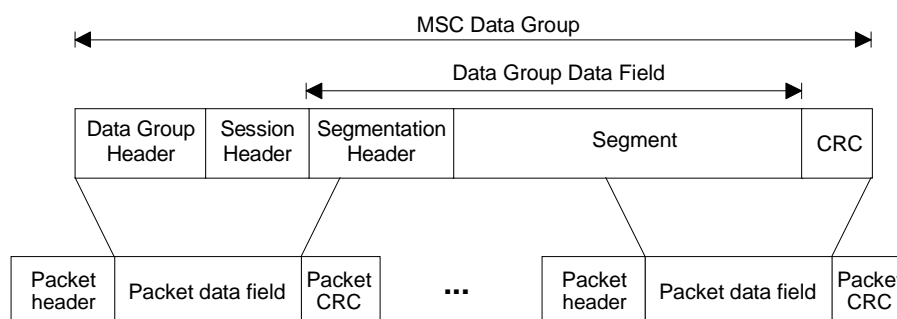 MSC Data Group
Data Group Data Field
Data Group
Header
Session
Header
Segmentation
Header
Segment
CRC
Packet
header
Packet data field
Packet
CRC
...
Packet
header
Packet data field
Packet
CRC